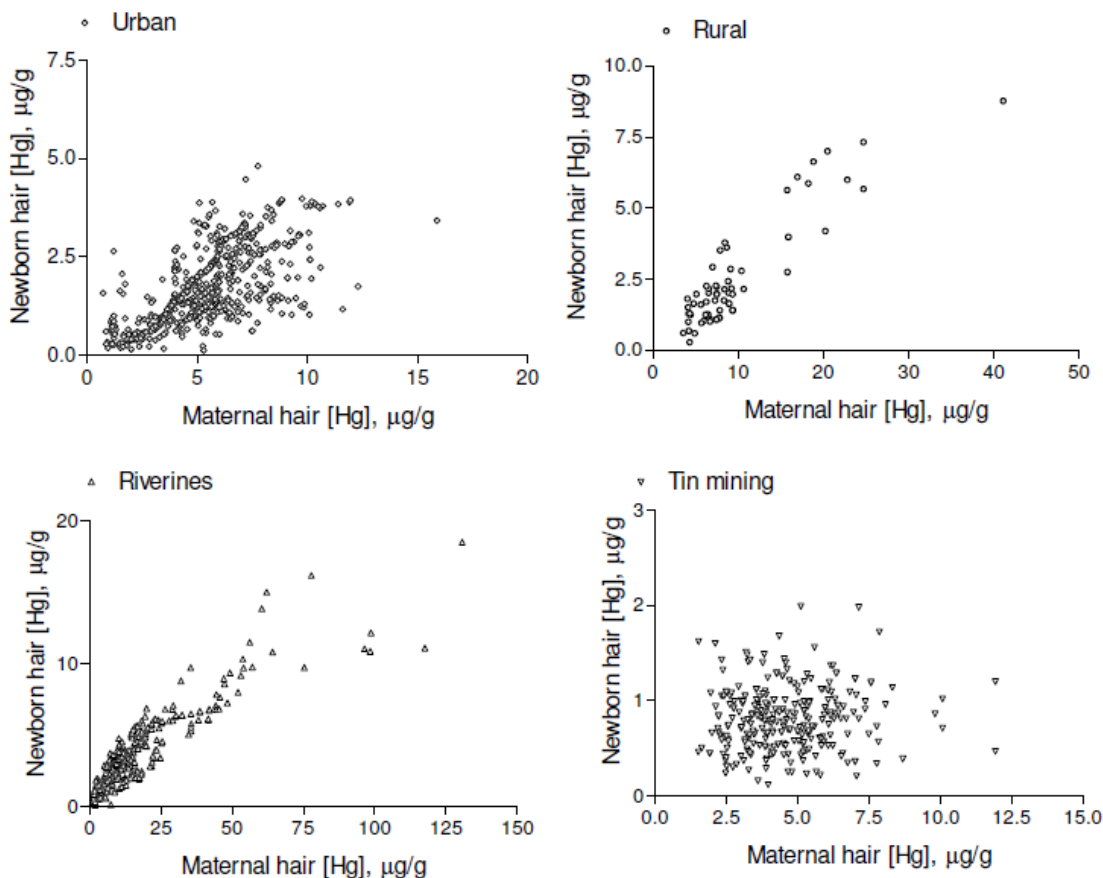 Urban
Newborn hair [Hg], μg/g
7.5
5.0
2.5
0.0
0 5 10 15 20
Maternal hair [Hg], μg/g
Rural
Newborn hair [Hg], μg/g
10.0
7.5
5.0
2.5
0.0
0 10 20 30 40 50
Maternal hair [Hg], μg/g
Riverines
Newborn hair [Hg], μg/g
20
10
0
0 25 50 75 100 125 150
Maternal hair [Hg], μg/g
Tin mining
Newborn hair [Hg], μg/g
3
2
1
0
0.0 2.5 5.0 7.5 10.0 12.5 15.0
Maternal hair [Hg], μg/g